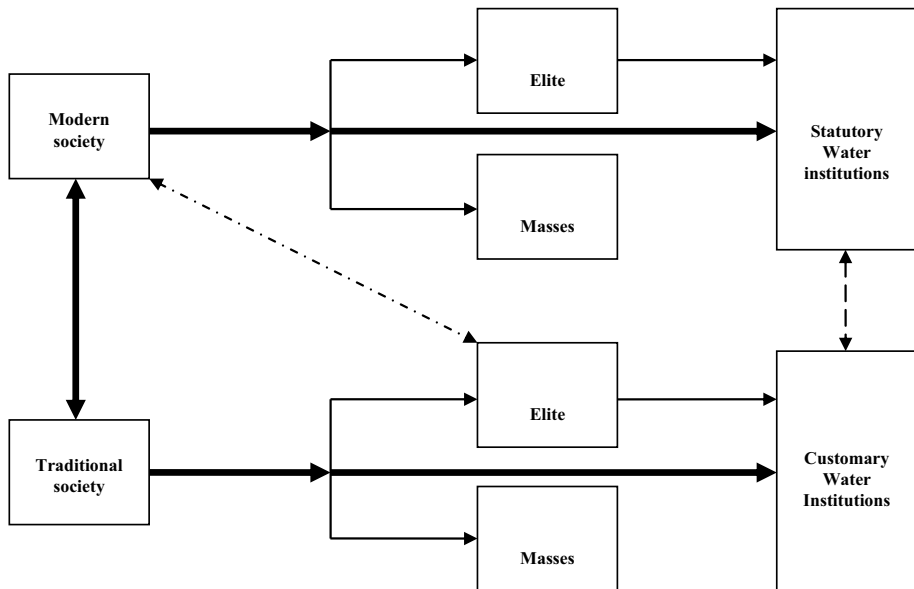 Elite
Modern
society
Statutory
Water
institutions
Masses
Elite
Traditional
society
Customary
Water
Institutions
Masses